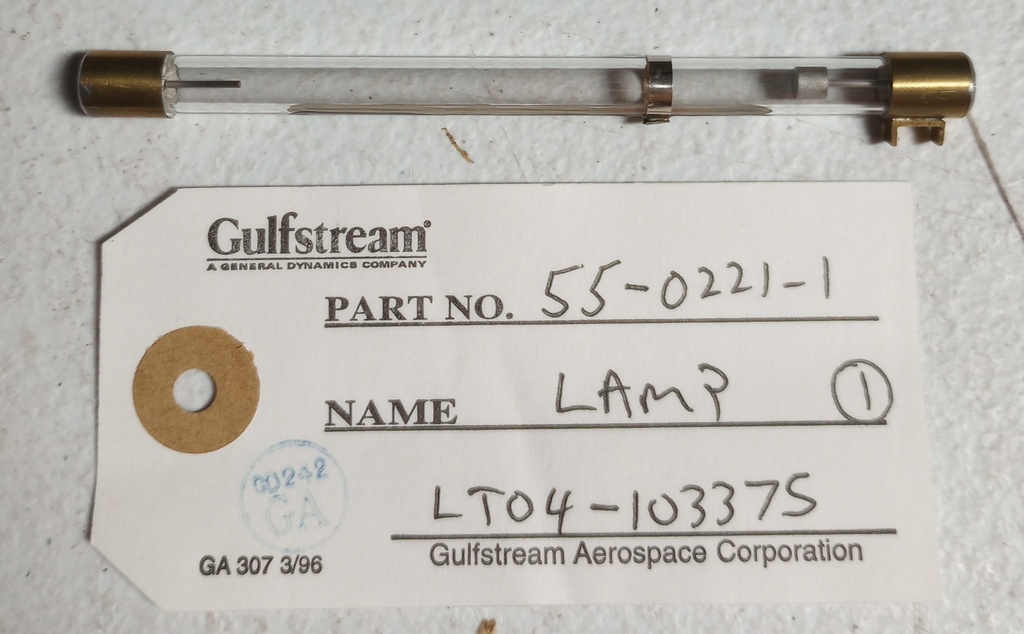 Gulfstream®
A GENERAL DYNAMICS COMPANY
PART NO. 55-0221-1
NAME LAMP 1
GD242
GA
LT04-103375
Gulfstream Aerospace Corporation
GA 307 3/96